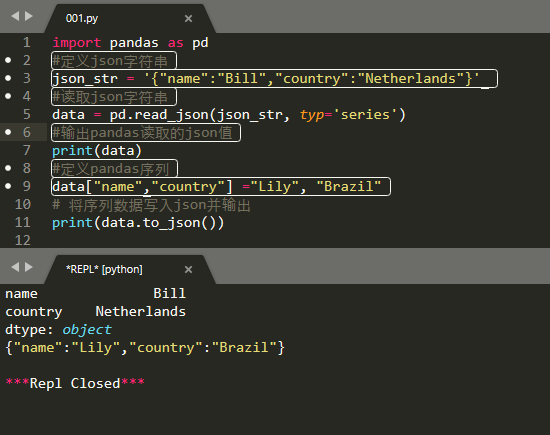 001.py ×
1 import pandas as pd
2 #定义json字符串
3 json_str = '{"name":"Bill","country":"Netherlands"}'
4 #读取json字符串
5 data = pd.read_json(json_str, typ='series')
6 #输出pandas读取的json值
7 print(data)
8 #定义pandas序列
9 data["name","country"] ="Lily", "Brazil"
10 # 将序列数据写入json并输出
11 print(data.to_json())
12
*REPL* [python] ×
name Bill
country Netherlands
dtype: object
{"name":"Lily","country":"Brazil"}
***Repl Closed***